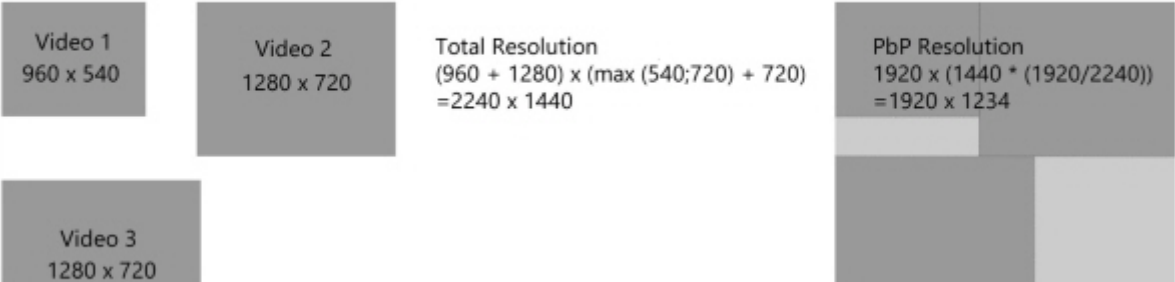 Video 1
960 x 540
Video 2
1280 x 720
Total Resolution
(960 + 1280) x (max (540;720) + 720)
=2240 x 1440
PbP Resolution
1920 x (1440 * (1920/2240))
=1920 x 1234
Video 3
1280 x 720